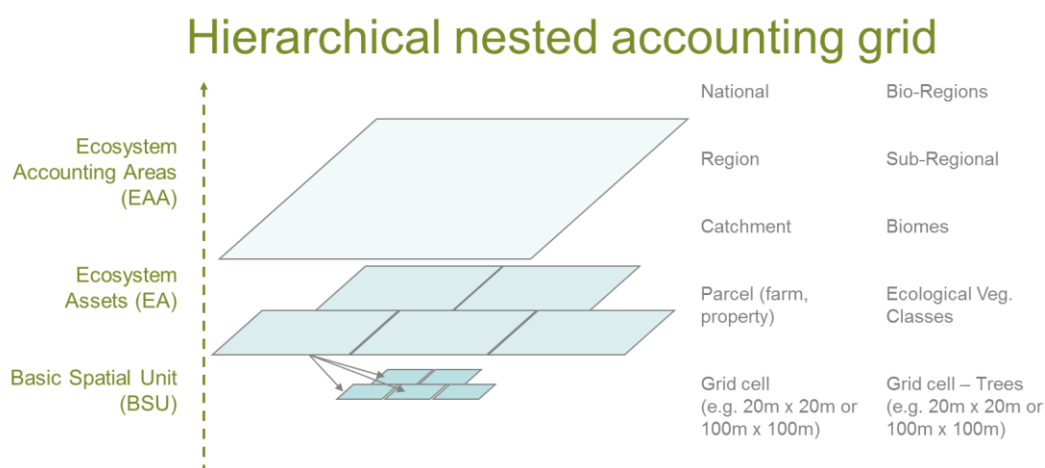 Hierarchical nested accounting grid
Ecosystem
Accounting Areas
(EAA)
Ecosystem
Assets (EA)
Basic Spatial Unit
(BSU)
National
Bio-Regions
Region
Sub-Regional
Catchment
Biomes
Parcel (farm,
property)
Ecological Veg.
Classes
Grid cell
(e.g. 20m x 20m or
100m x 100m)
Grid cell – Trees
(e.g. 20m x 20m or
100m x 100m)